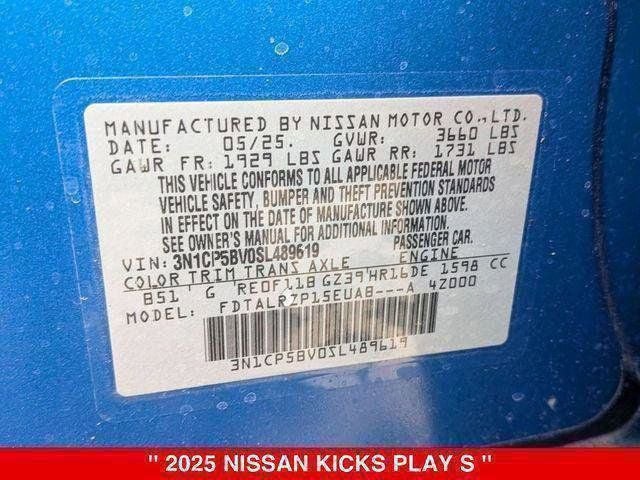 MANUFACTURED BY NISSAN MOTOR CO.,LTD.
DATE: 05/25. GVWR: 3660 LBS
GAWR FR: 1929 LBS GAWR RR: 1731 LBS
THIS VEHICLE CONFORMS TO ALL APPLICABLE FEDERAL MOTOR
VEHICLE SAFETY, BUMPER AND THEFT PREVENTION STANDARDS
IN EFFECT ON THE DATE OF MANUFACTURE SHOWN ABOVE.
SEE OWNER'S MANUAL FOR ADDITIONAL INFORMATION.
VIN: 3N1CP5BV0SL489619 PASSENGER CAR.
COLOR TRIM TRANS AXLE ENGINE
B51 G RE0F11B GZ39 HR16DE 1598 CC
FDTALRZP15EUAB---A 4Z000
3N1CP5BV0SL489619
" 2025 NISSAN KICKS PLAY S "